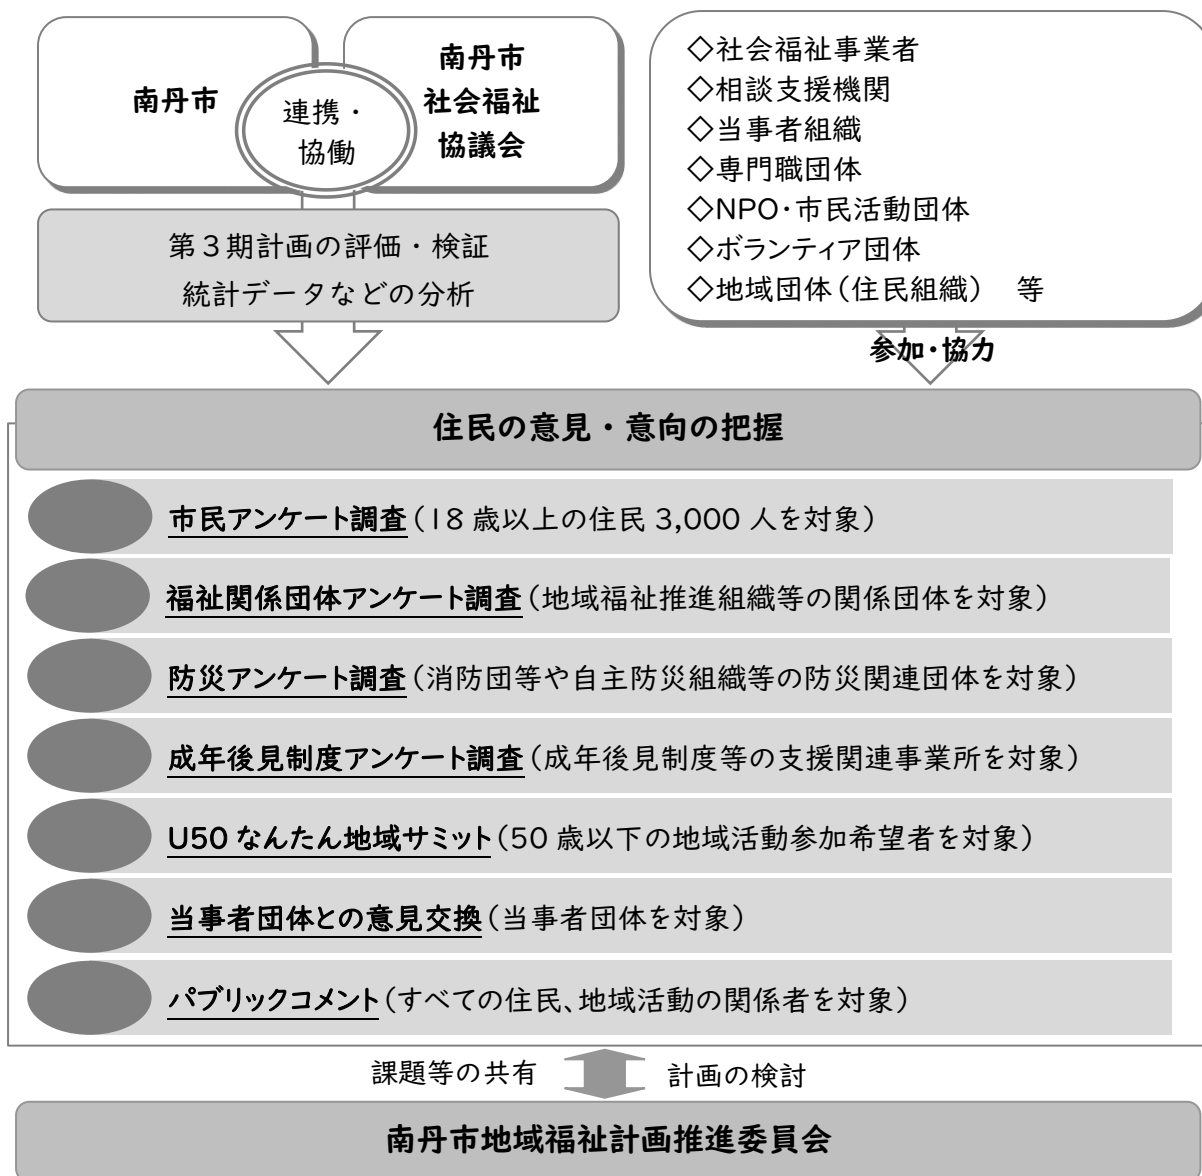 南丹市
連携・
協働
南丹市
社会福祉
協議会
◇社会福祉事業者
◇相談支援機関
◇当事者組織
◇専門職団体
◇NPO・市民活動団体
◇ボランティア団体
◇地域団体(住民組織) 等
第3期計画の評価・検証
統計データなどの分析
参加・協力
住民の意見・意向の把握
市民アンケート調査(18歳以上の住民3,000人を対象)
福祉関係団体アンケート調査(地域福祉推進組織等の関係団体を対象)
防災アンケート調査(消防団等や自主防災組織等の防災関連団体を対象)
成年後見制度アンケート調査(成年後見制度等の支援関連事業所を対象)
U50なんたん地域サミット(50歳以下の地域活動参加希望者を対象)
当事者団体との意見交換(当事者団体を対象)
パブリックコメント(すべての住民、地域活動の関係者を対象)
課題等の共有 計画の検討
南丹市地域福祉計画推進委員会